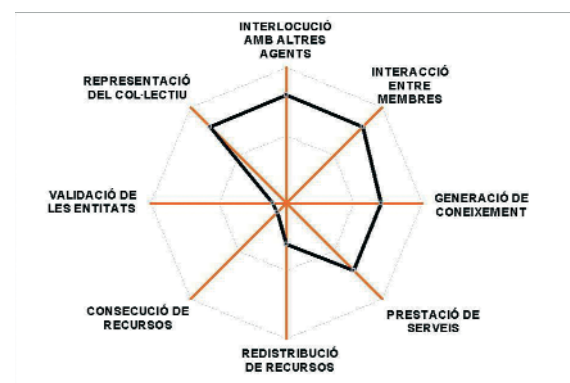 INTERLOCUCIÓ
AMB ALTRES
AGENTS
INTERACCIÓ
ENTRE
MEMBRES
GENERACIÓ DE
CONEIXEMENT
PRESTACIÓ DE
SERVEIS
REDISTRIBUCIÓ
DE RECURSOS
CONSECUCIÓ DE
RECURSOS
VALIDACIÓ DE
LES ENTITATS
REPRESENTACIÓ
DEL COL·LECTIU